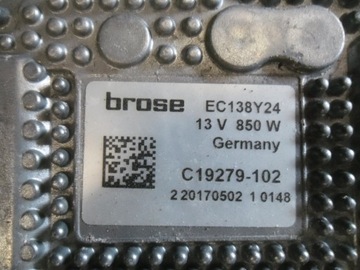 brose EC138Y24
13 V 850 W
Germany
C19279-102
2 20170502 1 0148